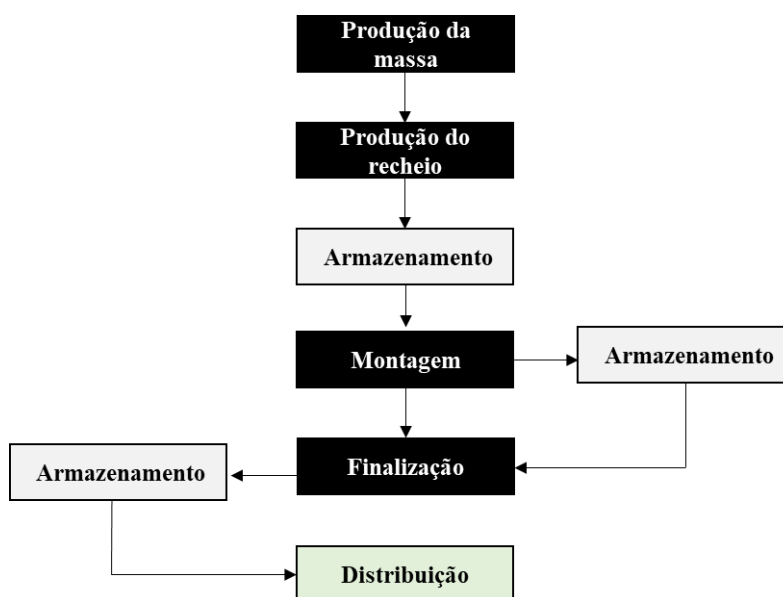 Produção da
massa
Produção do
recheio
Armazenamento
Montagem
Armazenamento
Armazenamento
Finalização
Distribuição